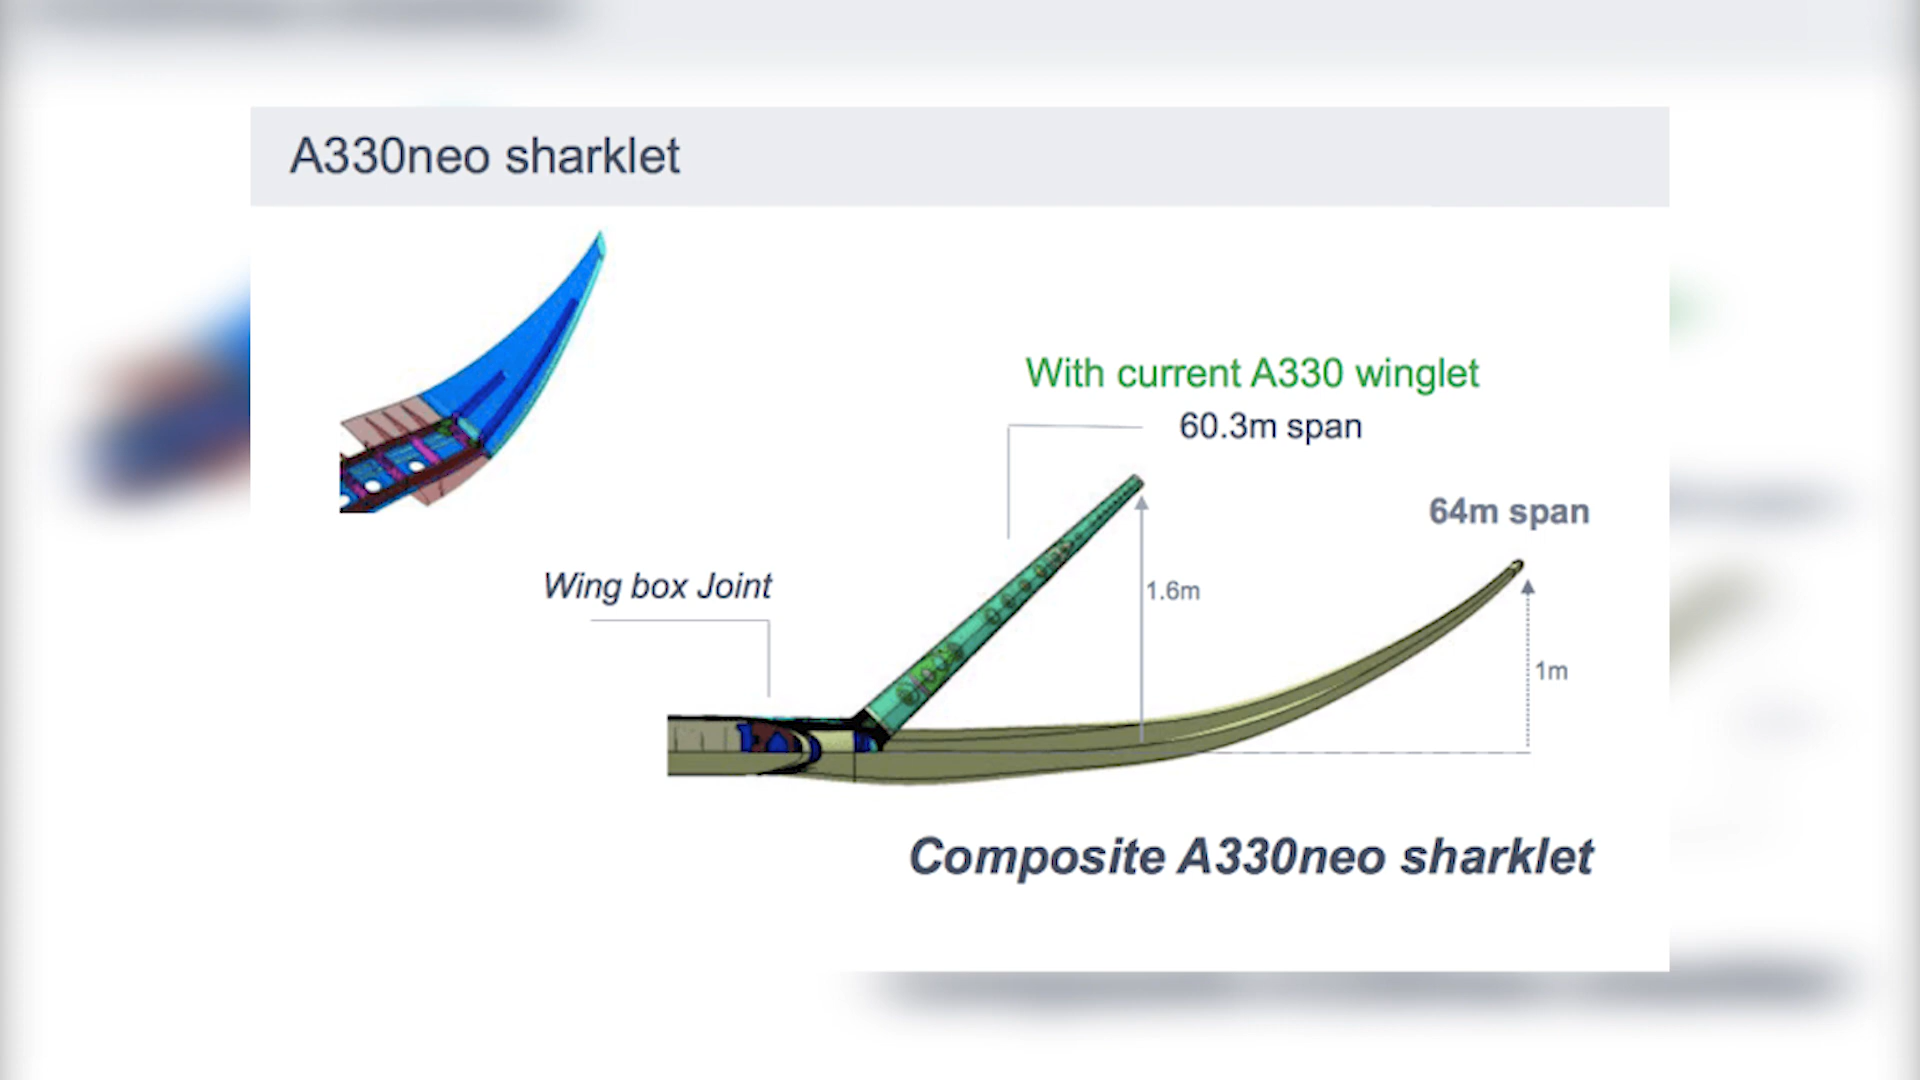 A330neo sharklet
With current A330 winglet
60.3m span
64m span
Wing box Joint
1.6m
1m
Composite A330neo sharklet